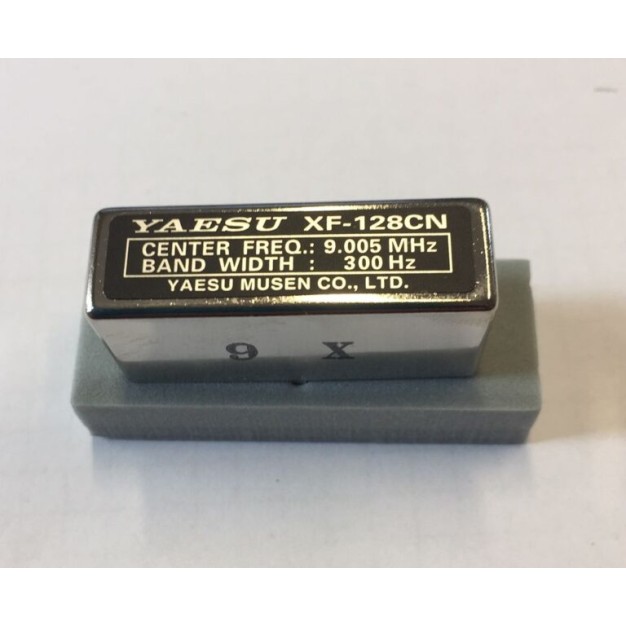 YAESU XF-128CN
CENTER FREQ.: 9.005 MHz
BAND WIDTH : 300 Hz
YAESU MUSEN CO., LTD.
9 X